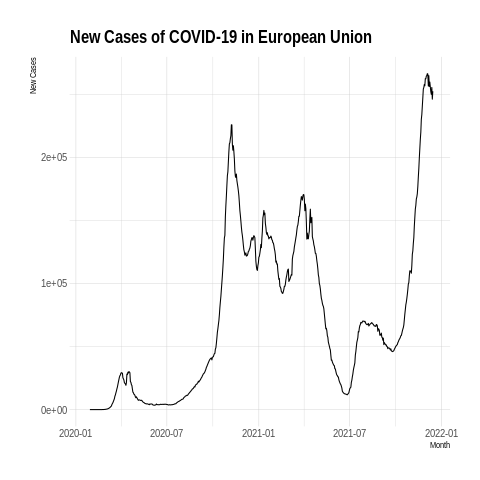 New Cases of COVID-19 in European Union
New Cases
2e+05
1e+05
0e+00
2020-01 2020-07 2021-01 2021-07 2022-01
Month